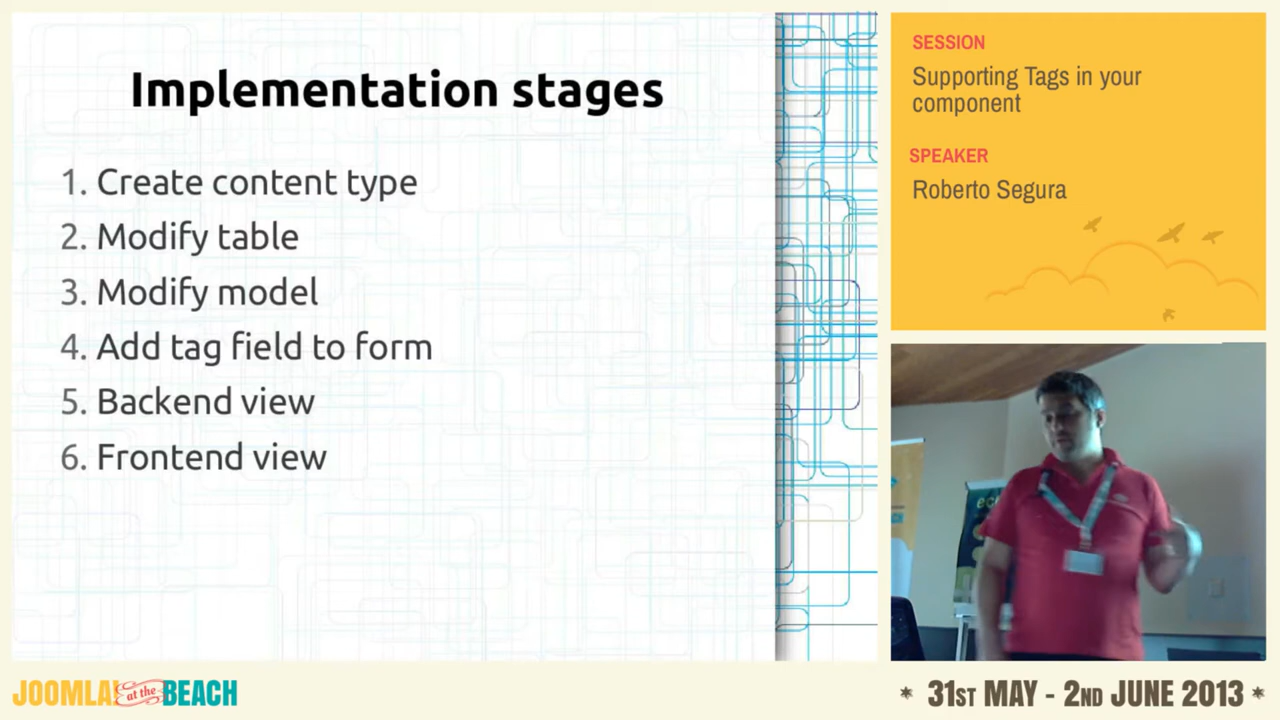 Implementation stages
1. Create content type
2. Modify table
3. Modify model
4. Add tag field to form
5. Backend view
6. Frontend view
SESSION
Supporting Tags in your
component
SPEAKER
Roberto Segura
JOOMLA! at the BEACH
* 31ST MAY - 2ND JUNE 2013 *